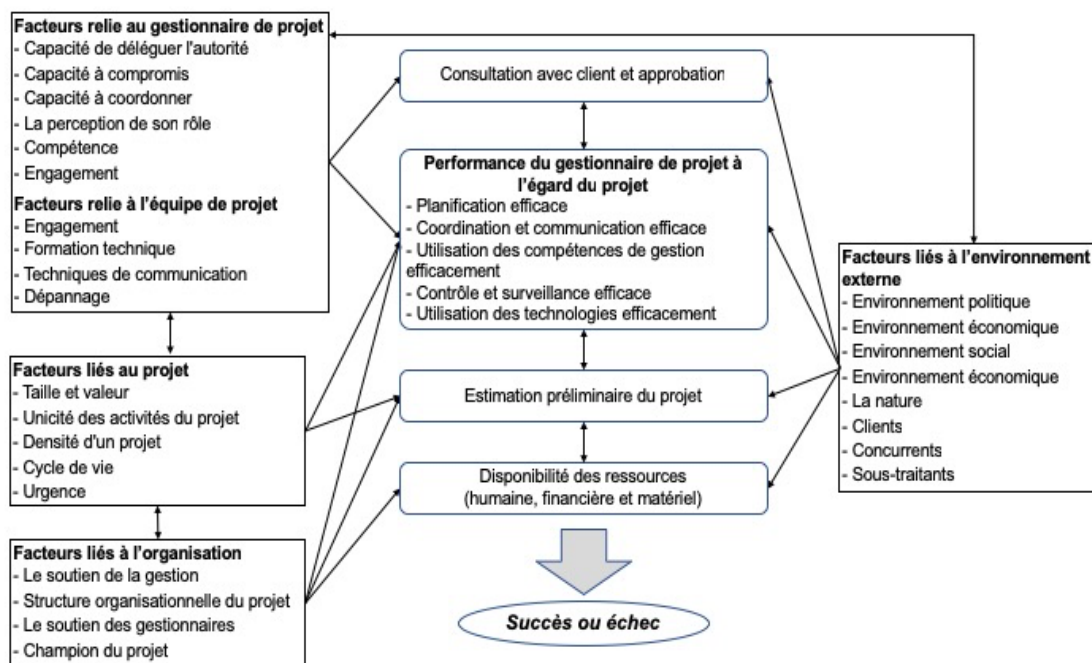 Facteurs relie au gestionnaire de projet
- Capacité de déléguer l'autorité
- Capacité à compromis
- Capacité à coordonner
- La perception de son rôle
- Compétence
- Engagement
Facteurs relie à l'équipe de projet
- Engagement
- Formation technique
- Techniques de communication
- Dépannage
Facteurs liés au projet
- Taille et valeur
- Unicité des activités du projet
- Densité d'un projet
- Cycle de vie
- Urgence
Facteurs liés à l'organisation
- Le soutien de la gestion
- Structure organisationnelle du projet
- Le soutien des gestionnaires
- Champion du projet
Consultation avec client et approbation
Performance du gestionnaire de projet à
l'égard du projet
- Planification efficace
- Coordination et communication efficace
- Utilisation des compétences de gestion
efficacement
- Contrôle et surveillance efficace
- Utilisation des technologies efficacement
Estimation préliminaire du projet
Disponibilité des ressources
(humaine, financière et matériel)
Succès ou échec
Facteurs liés à l'environnement
externe
- Environnement politique
- Environnement économique
- Environnement social
- Environnement économique
- La nature
- Clients
- Concurrents
- Sous-traitants